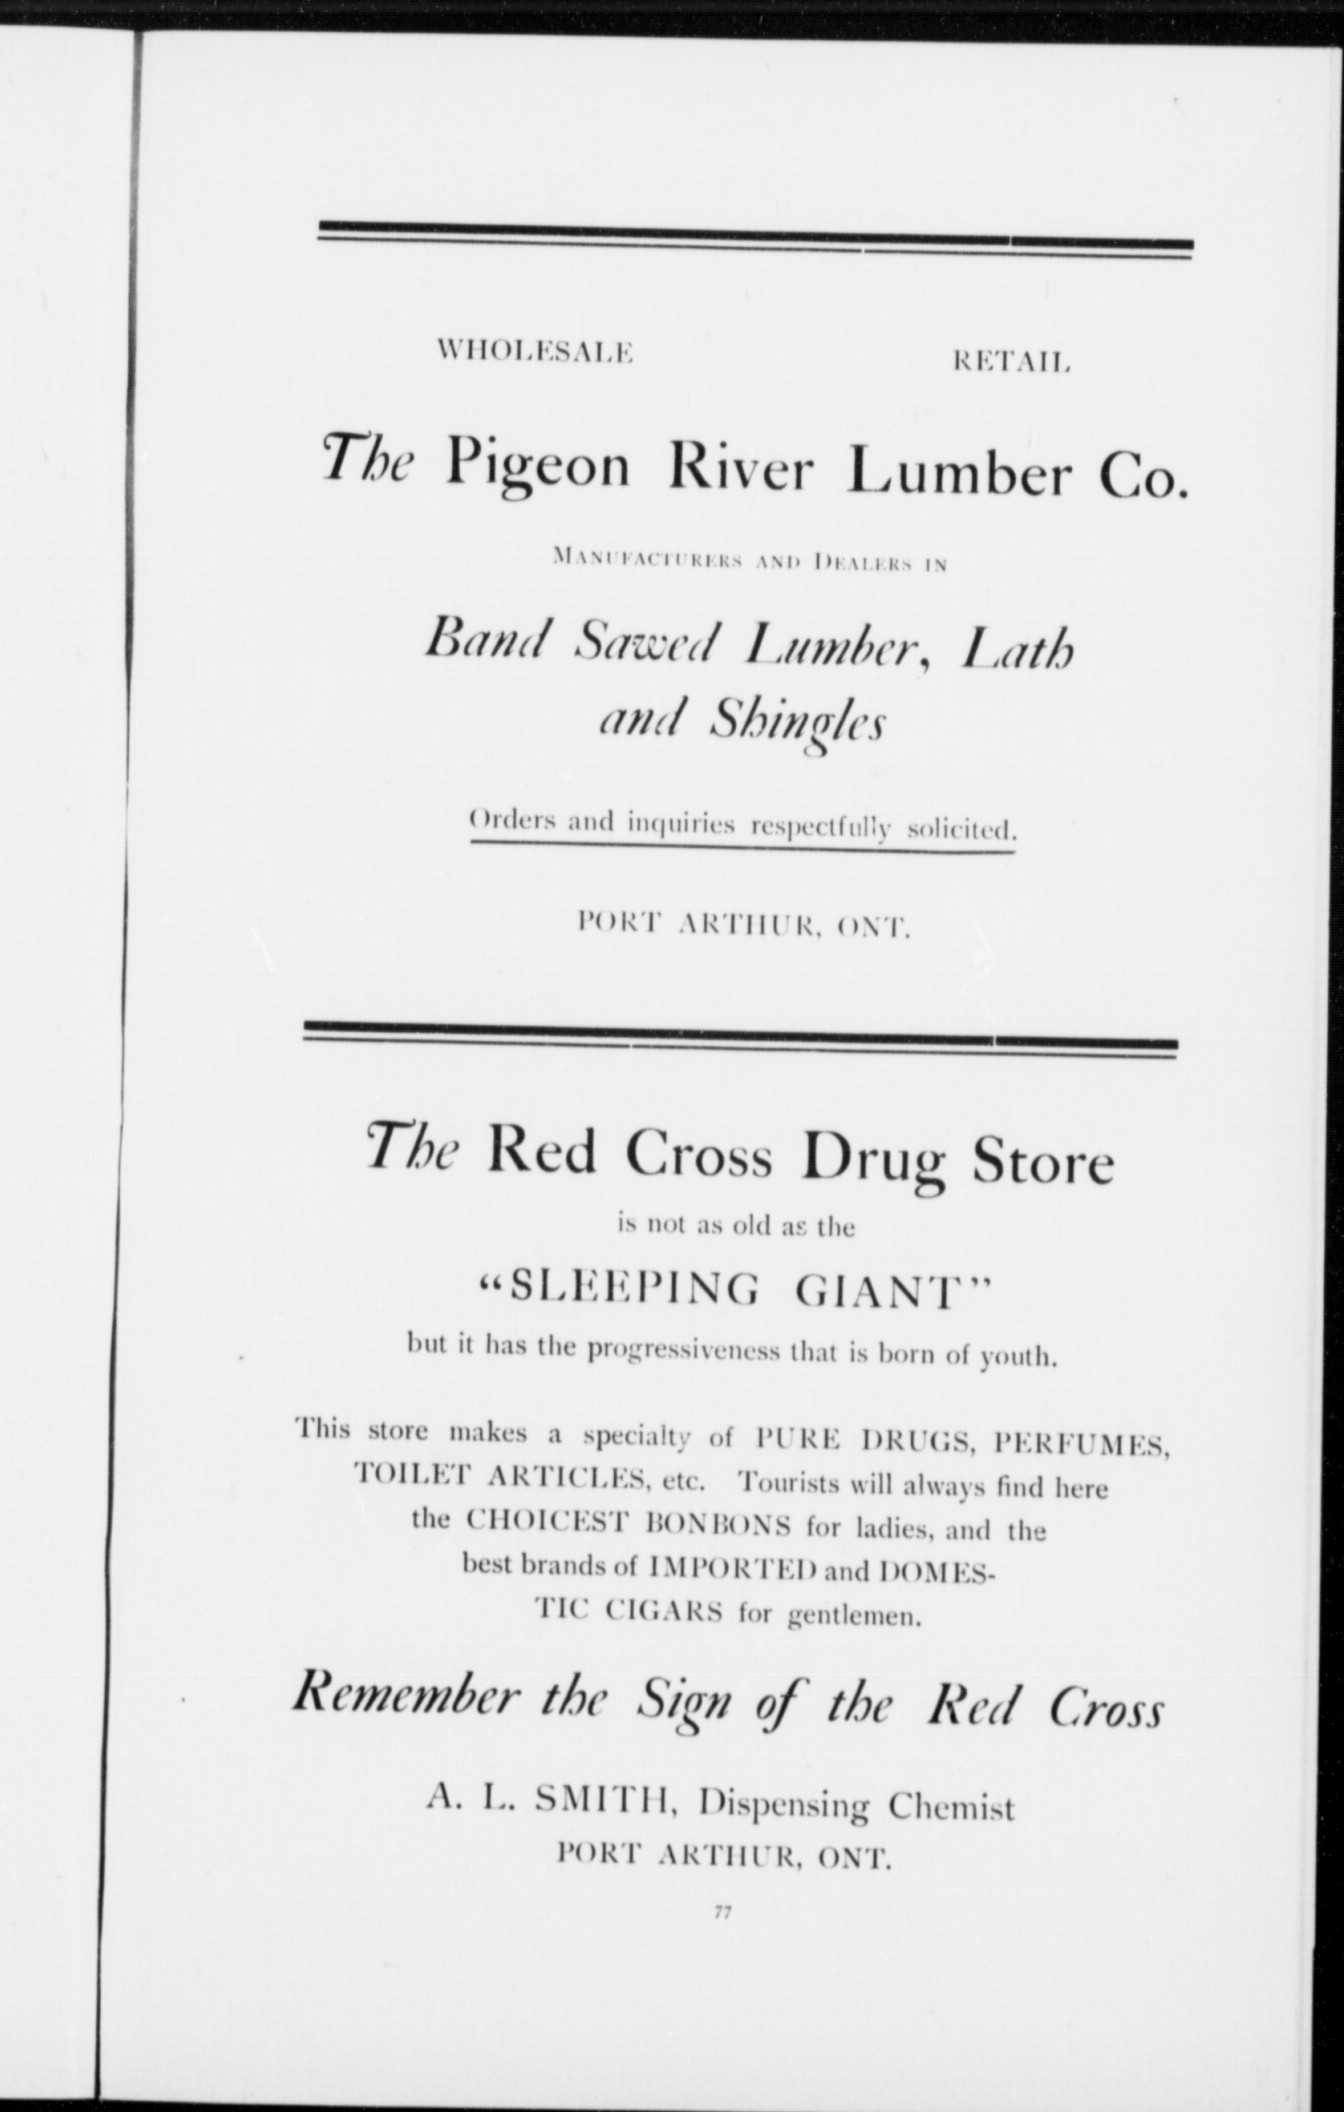 WHOLESALE RETAIL
The Pigeon River Lumber Co.
MANUFACTURERS AND DEALERS IN
Band Sawed Lumber, Lath
and Shingles
Orders and inquiries respectfully solicited.
PORT ARTHUR, ONT.
The Red Cross Drug Store
is not as old as the
“SLEEPING GIANT”
but it has the progressiveness that is born of youth.
This store makes a specialty of PURE DRUGS, PERFUMES,
TOILET ARTICLES, etc. Tourists will always find here
the CHOICEST BONBONS for ladies, and the
best brands of IMPORTED and DOMES-
TIC CIGARS for gentlemen.
Remember the Sign of the Red Cross
A. L. SMITH, Dispensing Chemist
PORT ARTHUR, ONT.
77